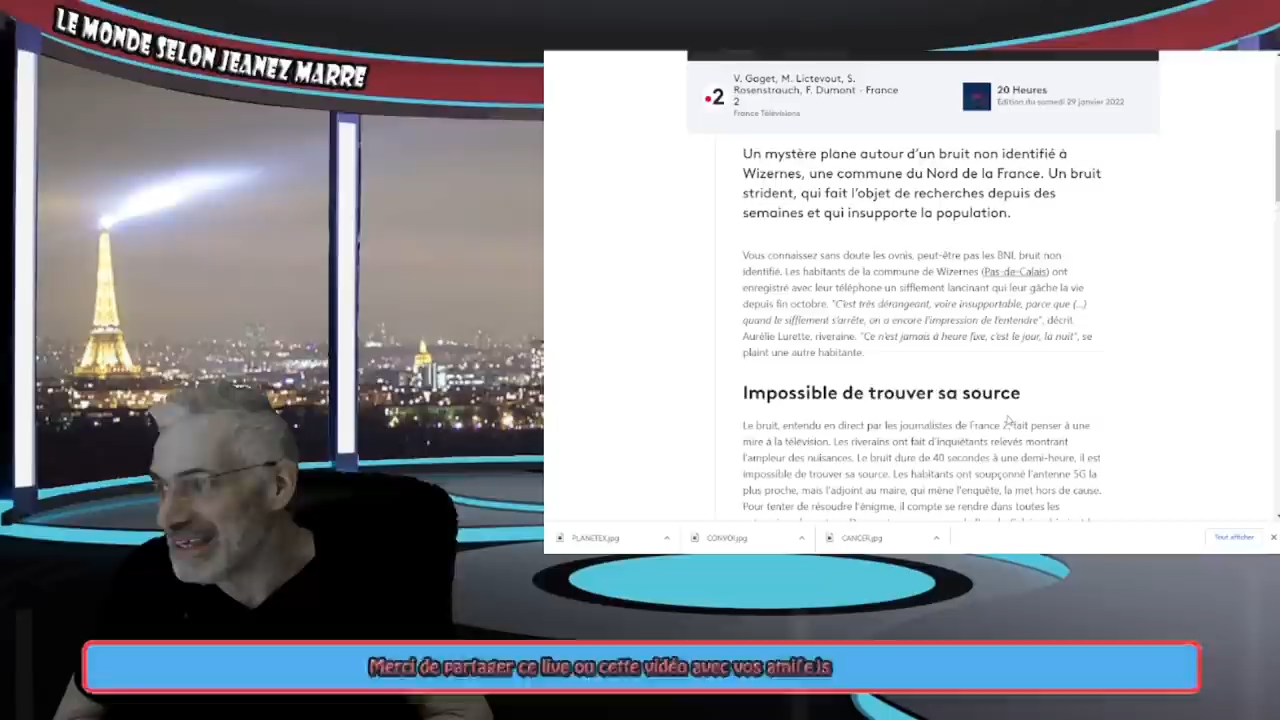 LE MONDE SELON JEANEZ MARRE
2
V. Gaget, M. Lictevout, S.
Rosenstrauch, F. Dumont - France
2
France Télévisions
20 Heures
Édition du samedi 29 janvier 2022
Un mystère plane autour d'un bruit non identifié à
Wizernes, une commune du Nord de la France. Un bruit
strident, qui fait l'objet de recherches depuis des
semaines et qui insupporte la population.
Vous connaissez sans doute les ovnis, peut-être pas les BNI, bruit non
identifié. Les habitants de la commune de Wizernes (Pas-de-Calais) ont
enregistré avec leur téléphone un sifflement lancinant qui leur gâche la vie
depuis fin octobre. "C'est très dérangeant, voire insupportable, parce que (...)
quand le sifflement s'arrête, on a encore l'impression de l'entendre", décrit
Aurélie Lurette, riveraine. "Ce n'est jamais à heure fixe, c'est le jour, la nuit", se
plaint une autre habitante.
Impossible de trouver sa source
Le bruit, entendu en direct par les journalistes de France 2, fait penser à une
mire à la télévision. Les riverains ont fait d'inquiétants relevés montrant
l'ampleur des nuisances. Le bruit dure de 40 secondes à une demi-heure, il est
impossible de trouver sa source. Les habitants ont soupçonné l'antenne 5G la
plus proche, mais l'adjoint au maire, qui mène l'enquête, la met hors de cause.
Pour tenter de résoudre l'énigme, il compte se rendre dans toutes les
PLANETEX.jpg
CONVOI.jpg
CANCER.jpg
Tout afficher
Merci de partager ce live ou cette vidéo avec vos ami.e.s